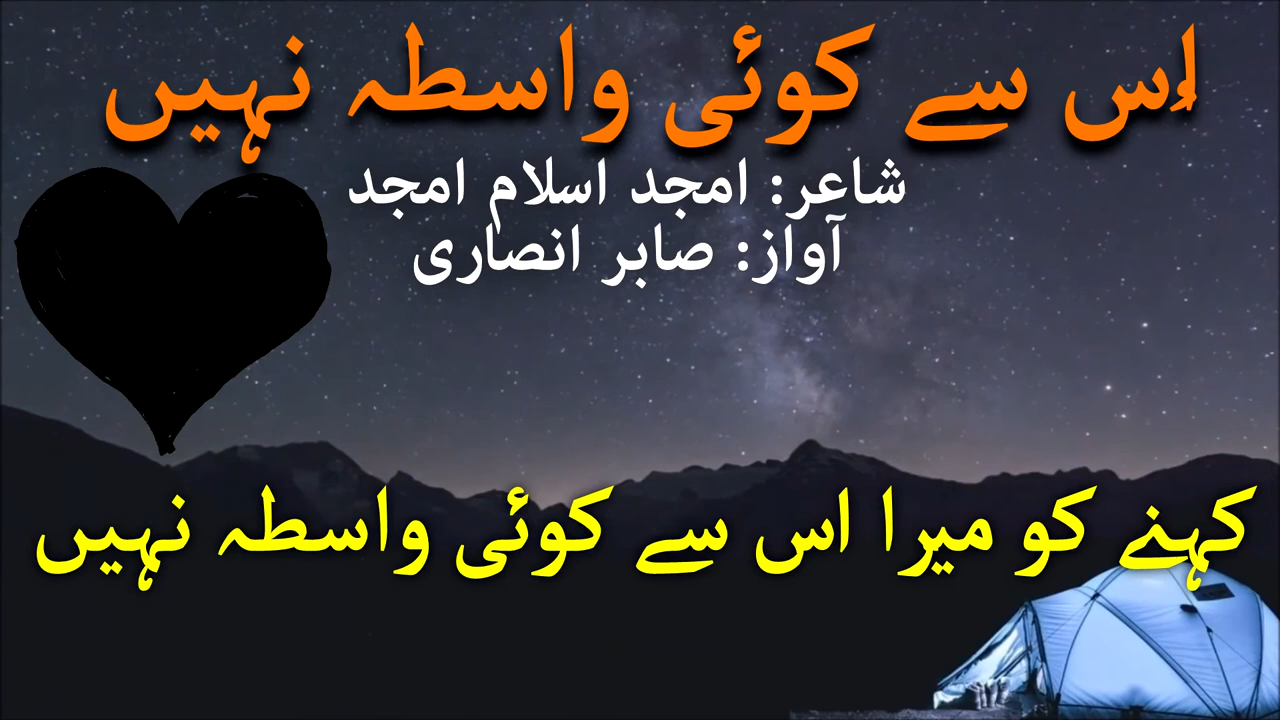 اُس سے کوئی واسطہ نہیں
شاعر: امجد اسلام امجد
آواز: صابر انصاری
کہنے کو میرا اس سے کوئی واسطہ نہیں